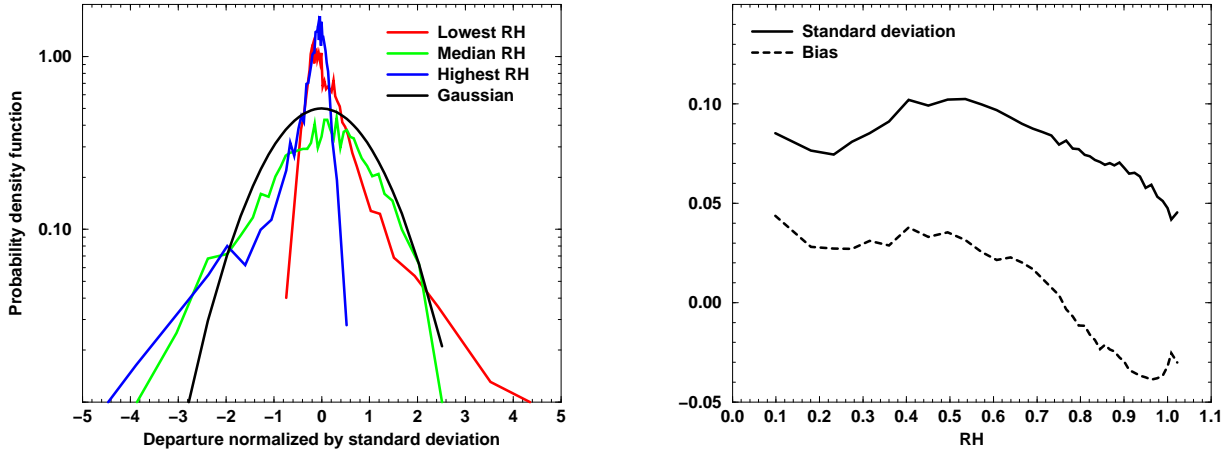 Probability density function
1.00
0.10
Lowest RH
Median RH
Highest RH
Gaussian
−5 −4 −3 −2 −1 0 1 2 3 4 5
Departure normalized by standard deviation
Standard deviation
Bias
0.10
0.05
0.00
−0.05
0.0 0.1 0.2 0.3 0.4 0.5 0.6 0.7 0.8 0.9 1.0 1.1
RH